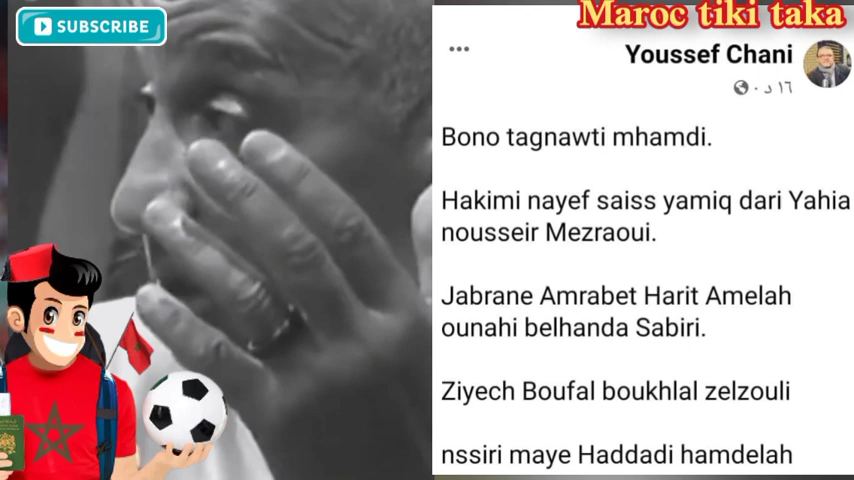 SUBSCRIBE
Maroc tiki taka
Youssef Chani
١٦ د
Bono tagnawti mhamdi.
Hakimi nayef saiss yamiq dari Yahia
nousseir Mezraoui.
Jabrane Amrabet Harit Amelah
ounahi belhanda Sabiri.
Ziyech Boufal boukhlal zelzouli
nssiri maye Haddadi hamdelah